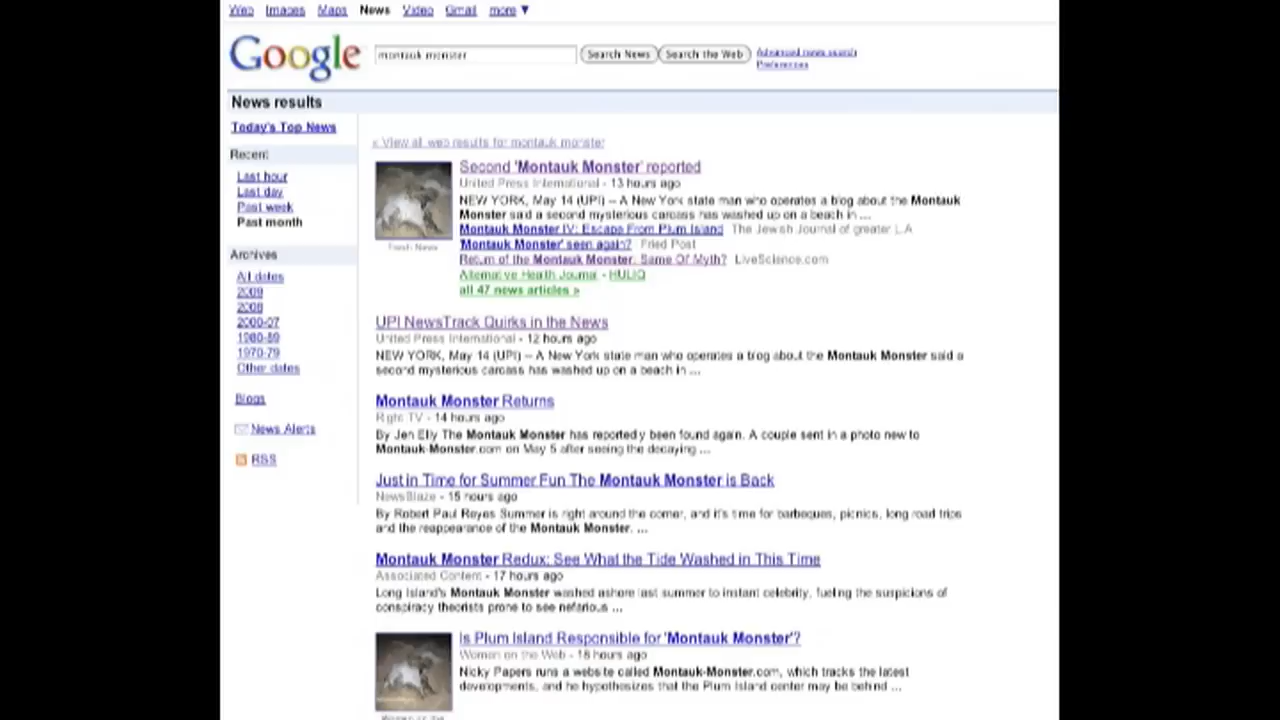 Web Images Maps News Video Gmail more ▼
Google montauk monster Search News Search the Web Advanced news search
Preferences
News results
Today's Top News
Recent
Last hour
Last day
Past week
Past month
Archives
All dates
2009
2008
2000-07
1980-89
1970-79
Other dates
Blogs
News Alerts
RSS
« View all web results for montauk monster
Second 'Montauk Monster' reported
United Press International - 13 hours ago
NEW YORK, May 14 (UPI) -- A New York state man who operates a blog about the Montauk
Monster said a second mysterious carcass has washed up on a beach in ...
Montauk Monster IV: Escape From Plum Island The Jewish Journal of greater L.A
'Montauk Monster' seen again? Fried Post
Return of the Montauk Monster, Same Of Myth? LiveScience.com
Alternative Health Journal - HULIQ
all 47 news articles »
UPI NewsTrack Quirks in the News
United Press International - 12 hours ago
NEW YORK, May 14 (UPI) -- A New York state man who operates a blog about the Montauk Monster said a
second mysterious carcass has washed up on a beach in ...
Montauk Monster Returns
Right TV - 14 hours ago
By Jen Elly The Montauk Monster has reportedly been found again. A couple sent in a photo new to
Montauk-Monster.com on May 5 after seeing the decaying ...
Just in Time for Summer Fun The Montauk Monster is Back
NewsBlaze - 15 hours ago
By Robert Paul Reyes Summer is right around the corner, and it's time for barbeques, picnics, long road trips
and the reappearance of the Montauk Monster. ...
Montauk Monster Redux: See What the Tide Washed in This Time
Associated Content - 17 hours ago
Long Island's Montauk Monster washed ashore last summer to instant celebrity, fueling the suspicions of
conspiracy theorists prone to see nefarious ...
Is Plum Island Responsible for 'Montauk Monster'?
Women on the Web - 18 hours ago
Nicky Papers runs a website called Montauk-Monster.com, which tracks the latest
developments, and he hypothesizes that the Plum Island center may be behind ...